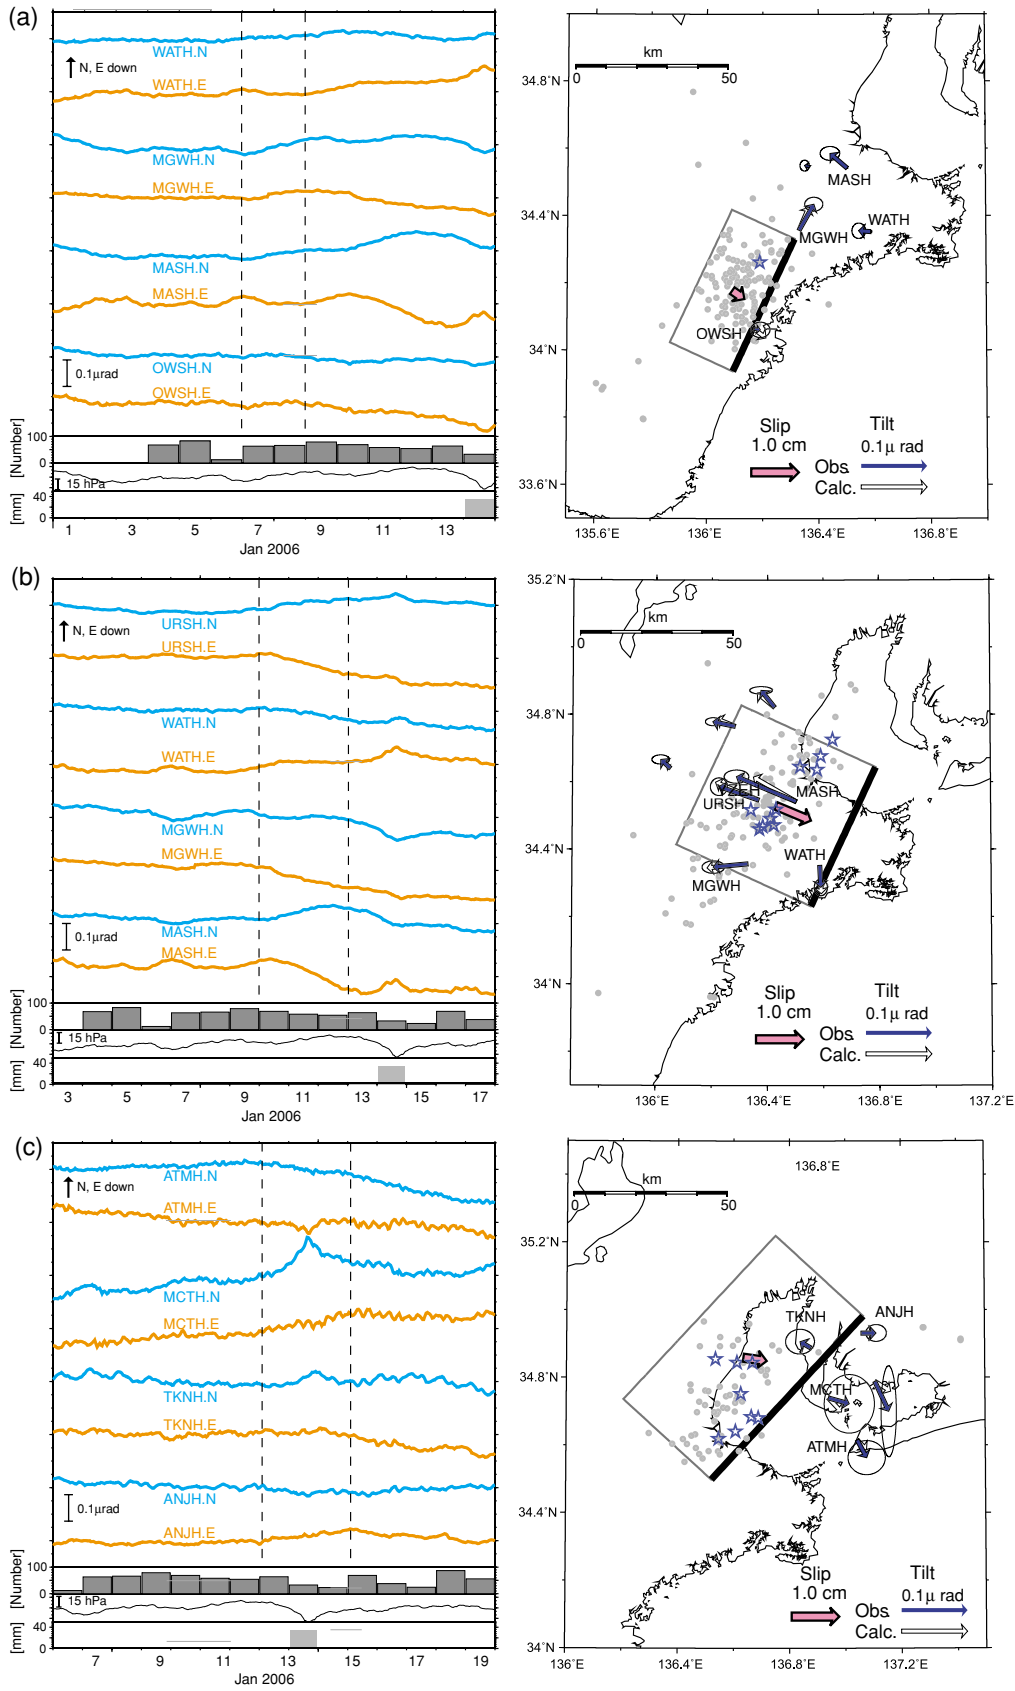 (a)
WATH.N
N, E down
WATH.E
MGWH.N
MGWH.E
MASH.N
MASH.E
OWSH.N
0.1μrad
OWSH.E
[Number]
100
0
15 hPa
[mm]
40
0
1 3 5 7 9 11 13
Jan 2006
km
0 50
34.8°N
34.4°N
34°N
33.6°N
MASH
WATH
MGWH
OWSH
Slip
1.0 cm
Tilt
0.1μ rad
Obs.
Calc.
135.6°E 136°E 136.4°E 136.8°E
(b)
URSH.N
N, E down
URSH.E
WATH.N
WATH.E
MGWH.N
MGWH.E
0.1μrad
MASH.N
MASH.E
[Number]
100
0
15 hPa
[mm]
40
0
3 5 7 9 11 13 15 17
Jan 2006
35.2°N
km
0 50
34.8°N
34.4°N
34°N
MASH
URSH
WATH
MGWH
Slip
1.0 cm
Tilt
0.1μ rad
Obs.
Calc.
136°E 136.4°E 136.8°E 137.2°E
(c)
ATMH.N
N, E down
ATMH.E
MCTH.N
MCTH.E
TKNH.N
TKNH.E
ANJH.N
0.1μrad
ANJH.E
[Number]
100
0
15 hPa
[mm]
40
0
7 9 11 13 15 17 19
Jan 2006
136.8°E
km
0 50
35.2°N
34.8°N
34.4°N
34°N
TKNH
ANJH
MCTH
ATMH
Slip
1.0 cm
Tilt
0.1μ rad
Obs.
Calc.
136°E 136.4°E 136.8°E 137.2°E